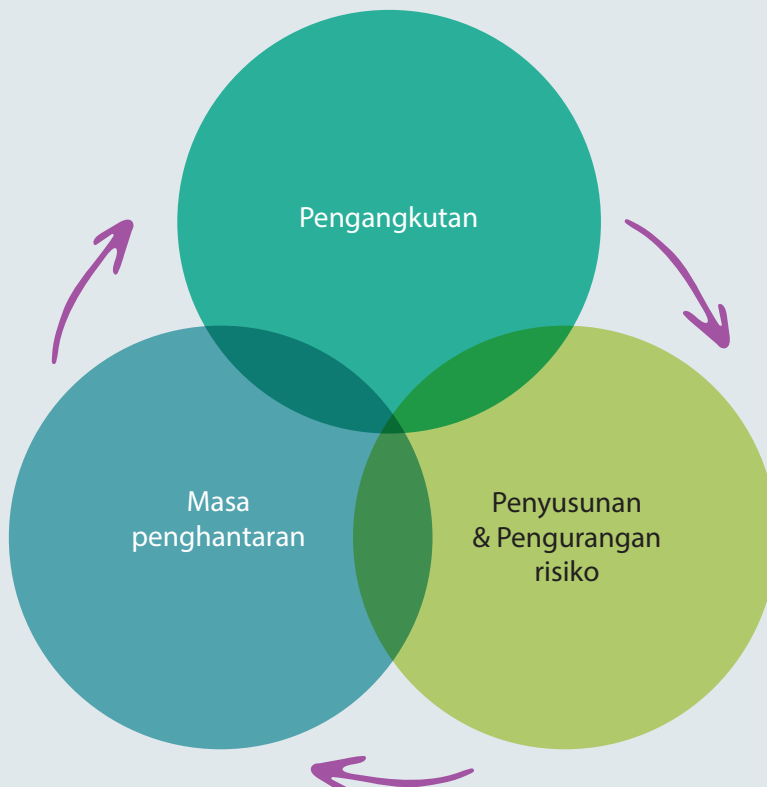 Pengangkutan
Masa
penghantaran
Penyusunan
& Pengurangan
risiko